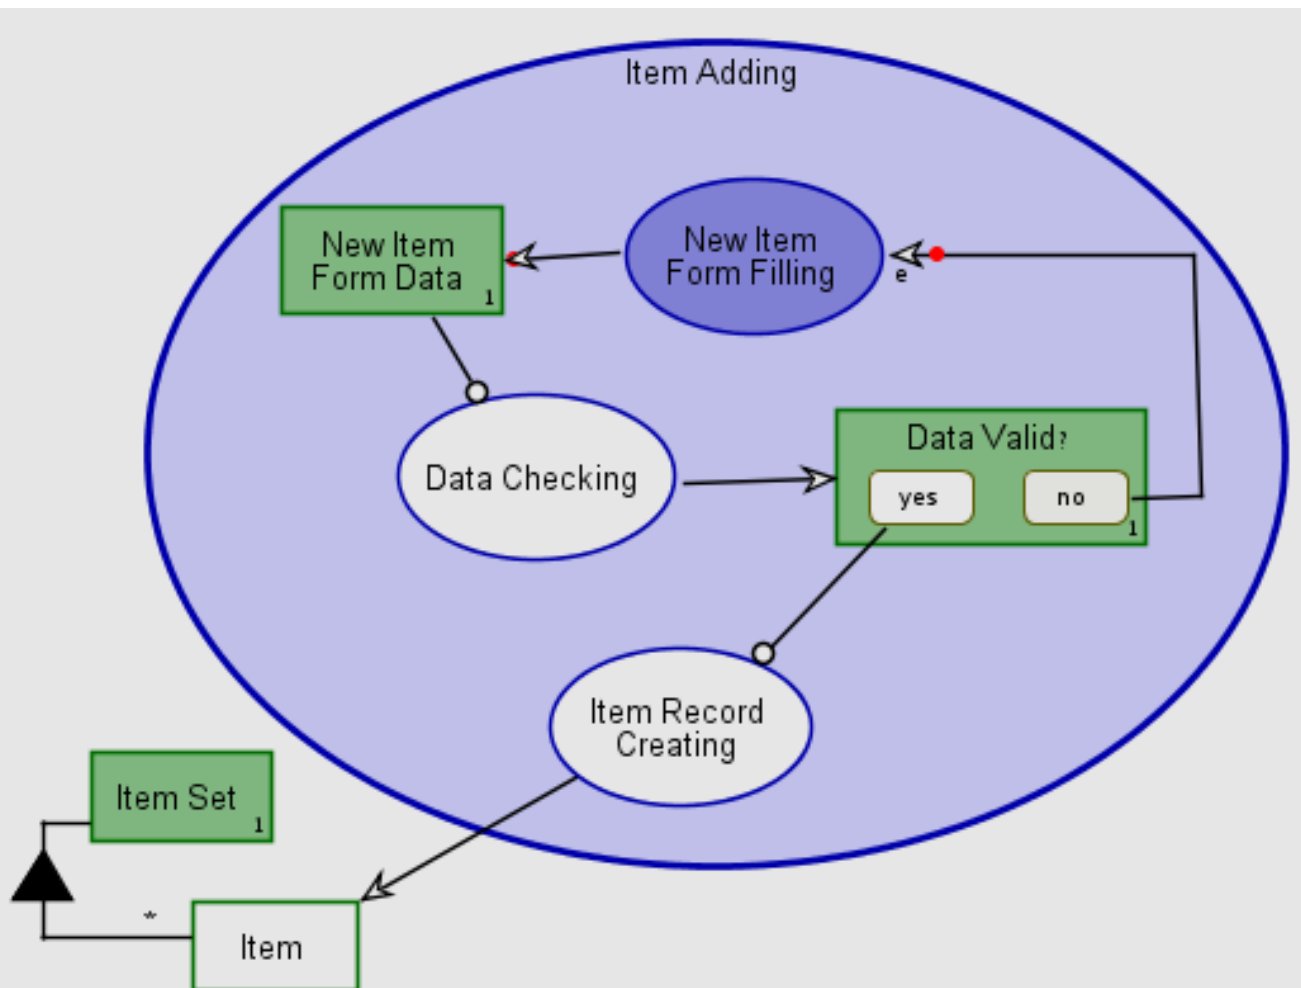 Item Adding
New Item
Form Data
1
New Item
Form Filling
e
Data Checking
Data Valid?
yes
no
1
Item Record
Creating
Item Set
1
*
Item